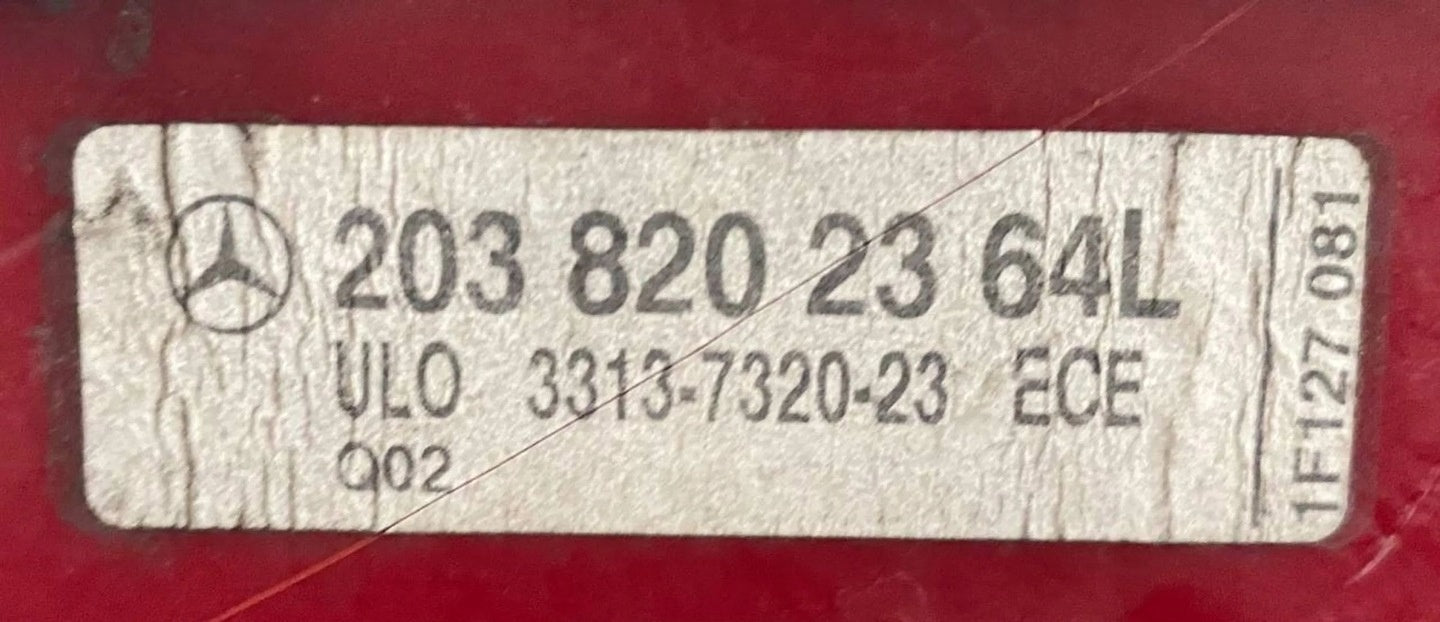 203 820 23 64L
ULO 3313-7320-23 ECE
Q02
1F127 081